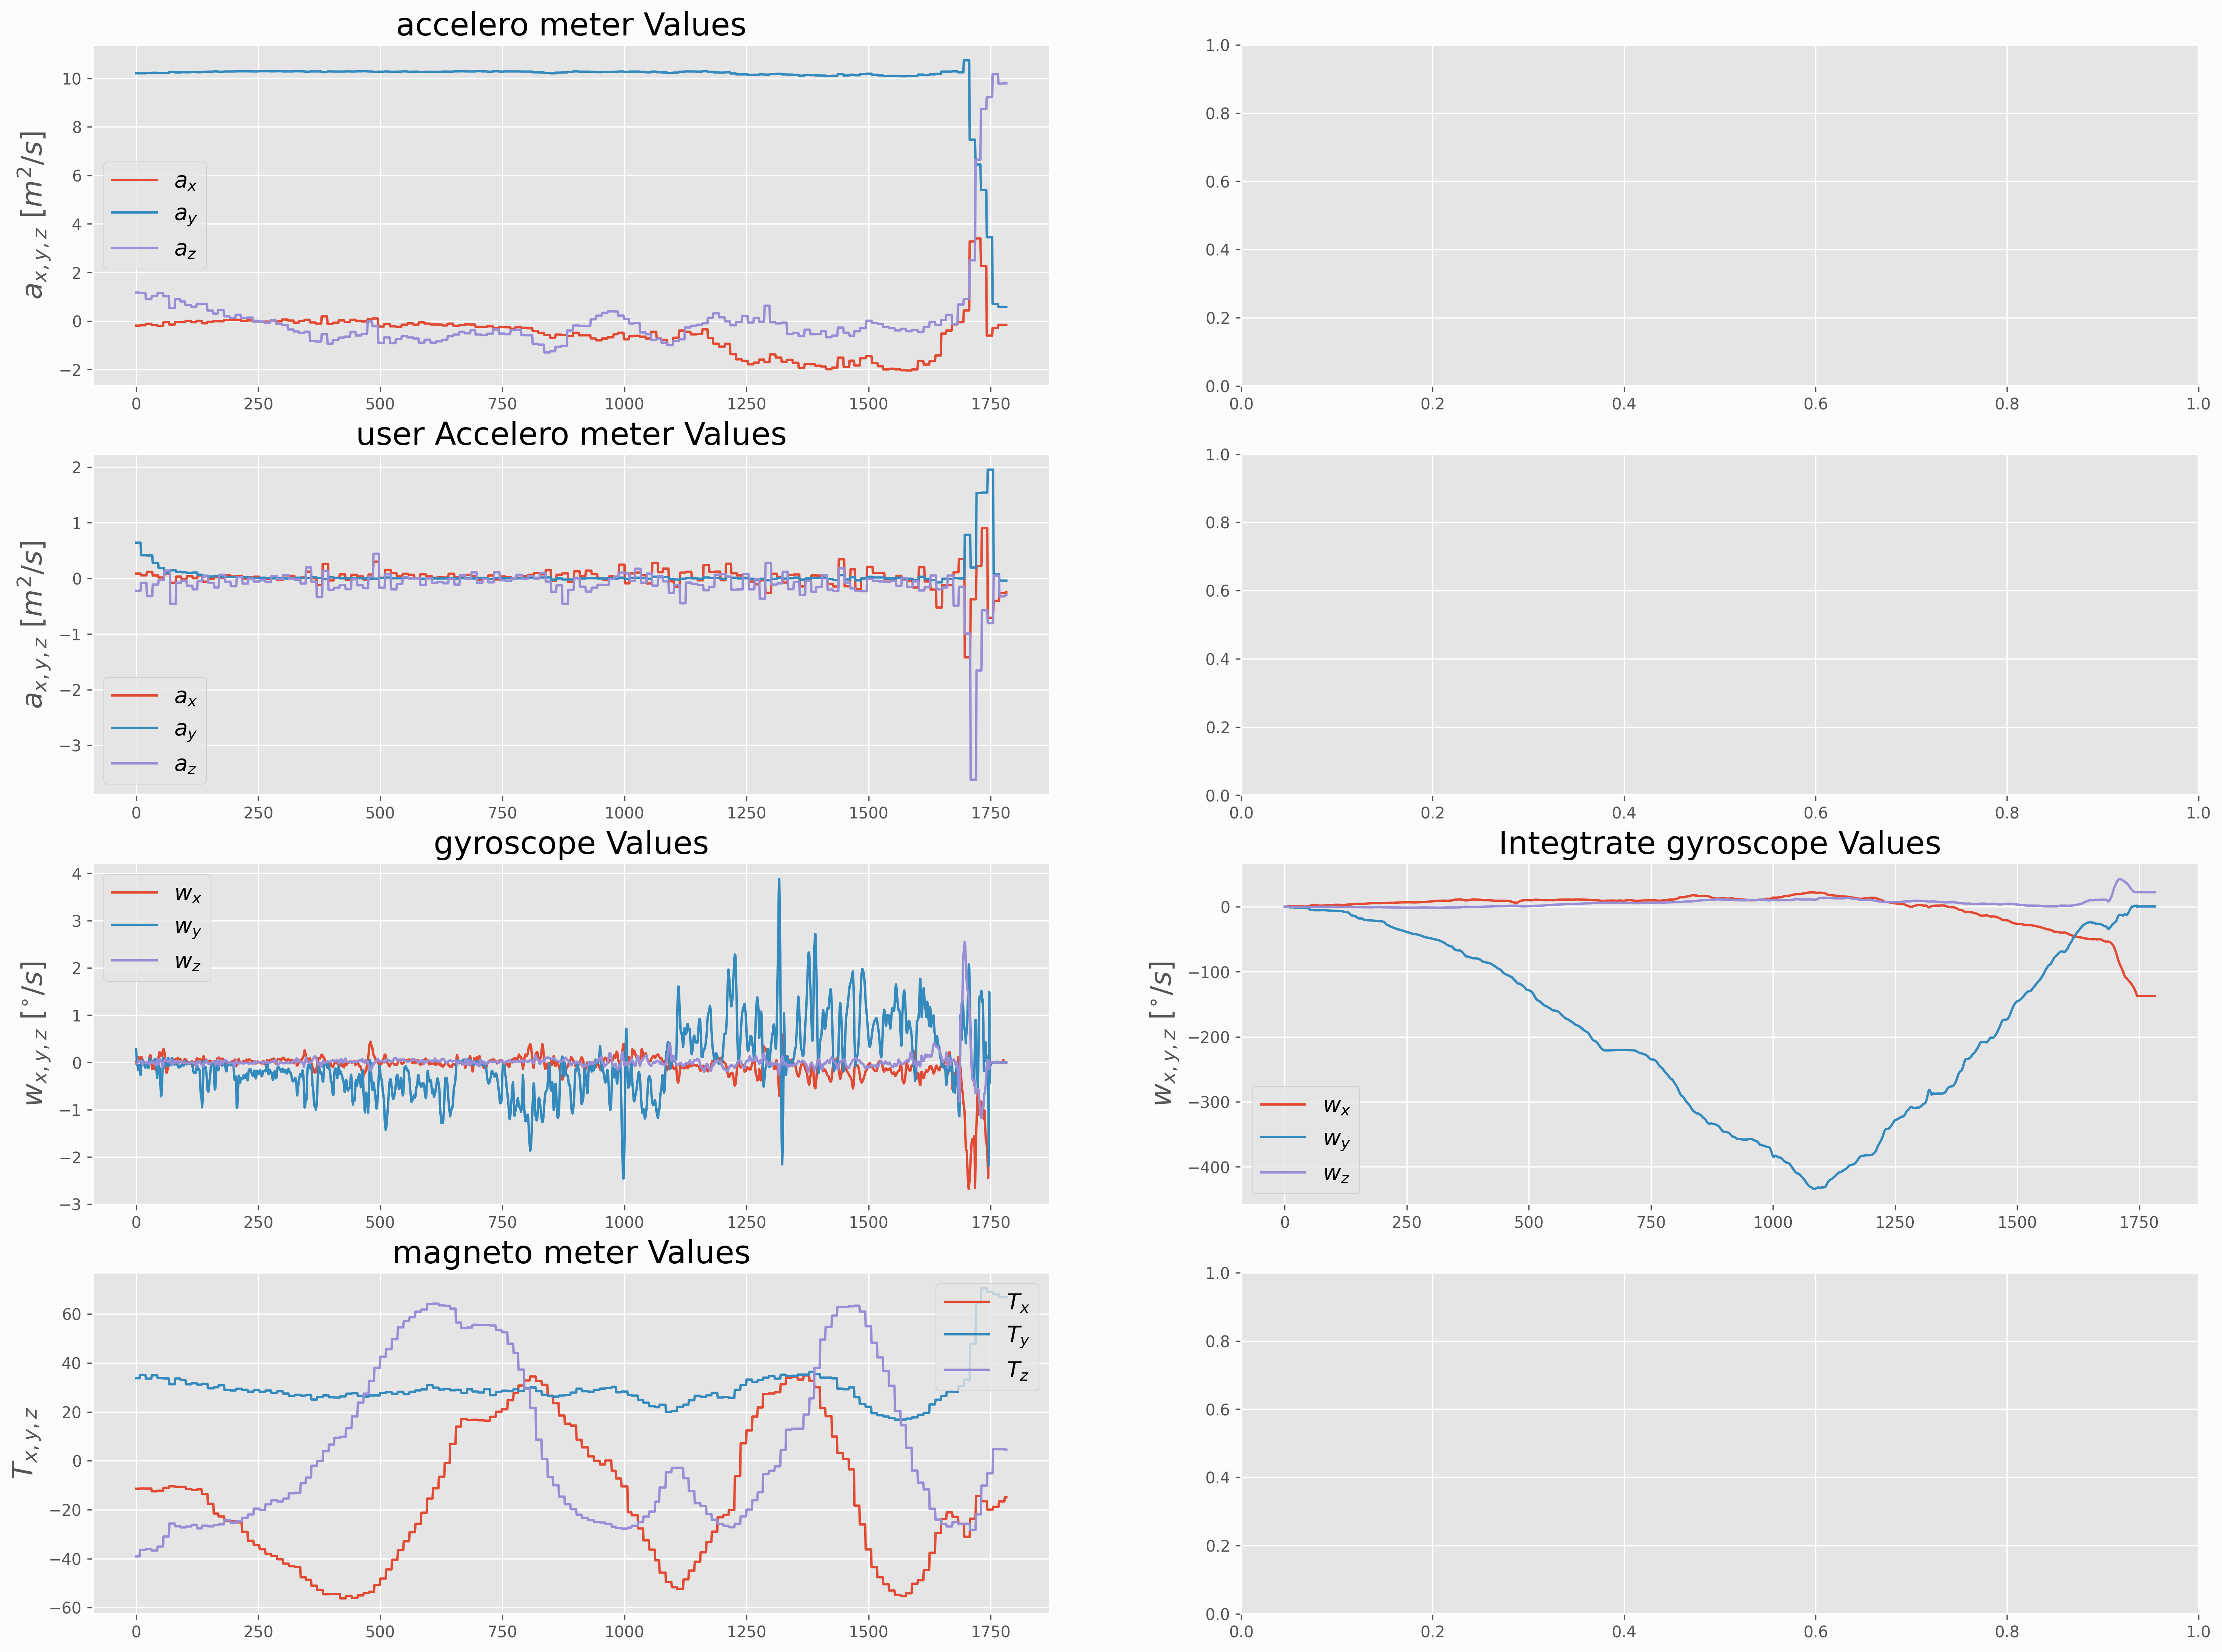 accelero meter Values
a_{x,y,z} [m^2/s]
10
8
6
4
2
0
−2
a_x
a_y
a_z
0 250 500 750 1000 1250 1500 1750
1.0
0.8
0.6
0.4
0.2
0.0
0.0 0.2 0.4 0.6 0.8 1.0
user Accelero meter Values
a_{x,y,z} [m^2/s]
2
1
0
−1
−2
−3
a_x
a_y
a_z
0 250 500 750 1000 1250 1500 1750
1.0
0.8
0.6
0.4
0.2
0.0
0.0 0.2 0.4 0.6 0.8 1.0
gyroscope Values
w_{x,y,z} [°/s]
4
3
2
1
0
−1
−2
−3
w_x
w_y
w_z
0 250 500 750 1000 1250 1500 1750
Integtrate gyroscope Values
w_{x,y,z} [°/s]
0
−100
−200
−300
−400
w_x
w_y
w_z
0 250 500 750 1000 1250 1500 1750
magneto meter Values
T_{x,y,z}
60
40
20
0
−20
−40
−60
T_x
T_y
T_z
0 250 500 750 1000 1250 1500 1750
1.0
0.8
0.6
0.4
0.2
0.0
0.0 0.2 0.4 0.6 0.8 1.0